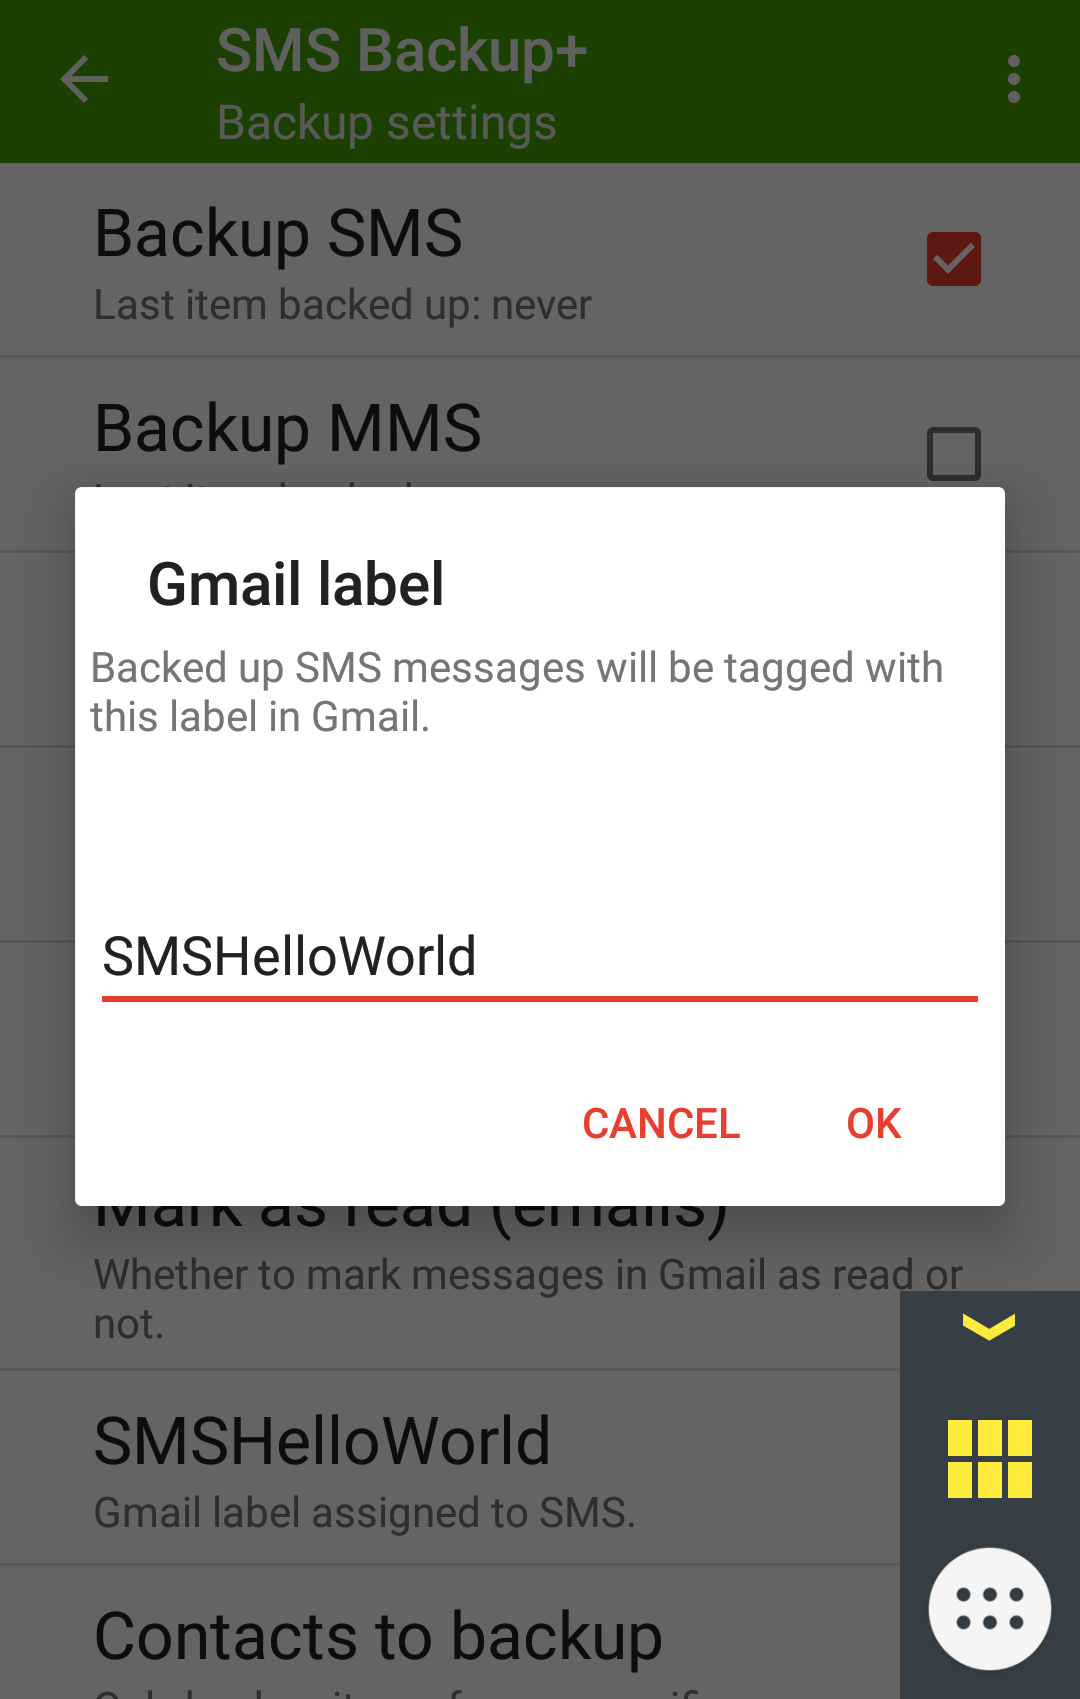 SMS Backup+
Backup settings
Backup SMS
Last item backed up: never
Backup MMS
Gmail label
Backed up SMS messages will be tagged with
this label in Gmail.
SMSHelloWorld
CANCEL OK
Mark as read (emails)
Whether to mark messages in Gmail as read or
not.
SMSHelloWorld
Gmail label assigned to SMS.
Contacts to backup